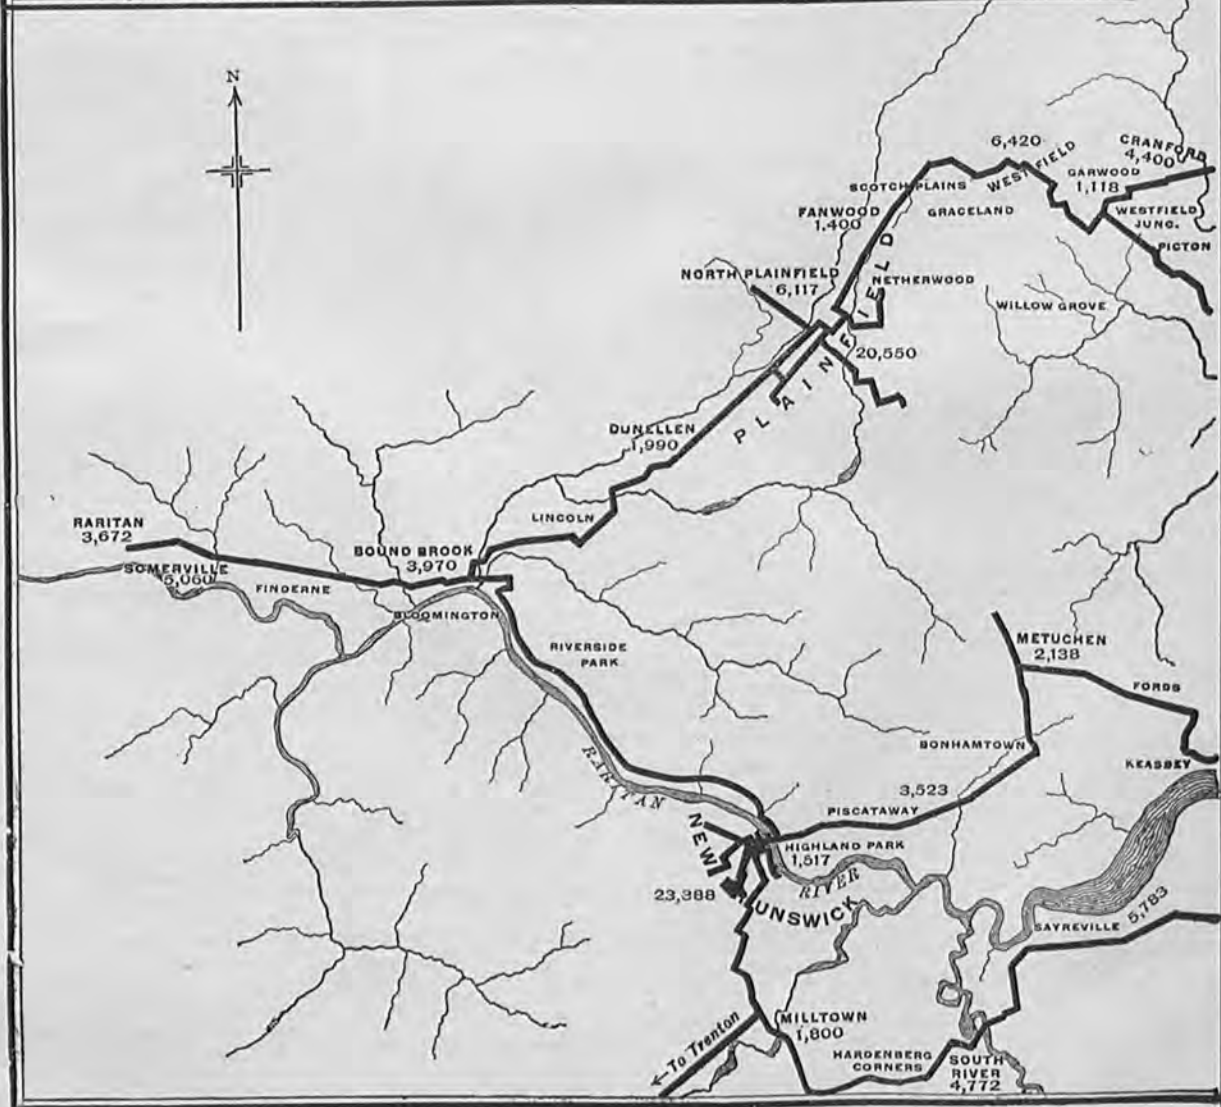 N
6,420
WESTFIELD
CRANFORD
4,400
GARWOOD
1,118
SCOTCH PLAINS
FANWOOD
1.400
GRACELAND
WESTFIELD
JUNC.
PICTON
NORTH PLAINFIELD
6,117
NETHERWOOD
WILLOW GROVE
PLAINFIELD
20,550
DUNELLEN
1,990
LINCOLN
RARITAN
3,672
BOUND BROOK
3,970
SOMERVILLE
5,060
FINDERNE
BLOOMINGTON
RIVERSIDE
PARK
METUCHEN
2,138
FORDS
BONHAMTOWN
KEASBEY
RARITAN
3,523
PISCATAWAY
NEW
HIGHLAND PARK
1,517
RIVER
23,388
UNSWICK
SAYREVILLE 5,783
MILLTOWN
1,800
← To Trenton
HARDENBERG
CORNERS
SOUTH
RIVER
4,772